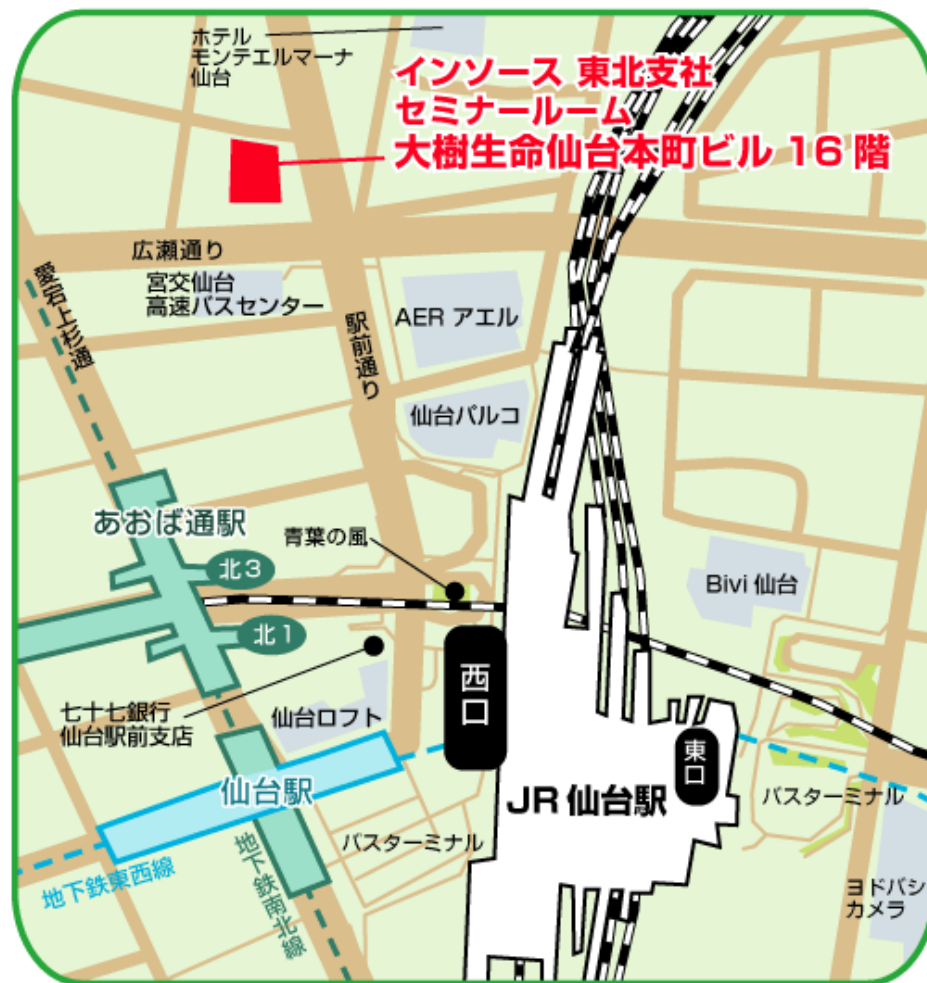 ホテル
モンテエルマーナ
仙台
インソース 東北支社
セミナールーム
大樹生命仙台本町ビル 16階
広瀬通り
宮交仙台
高速バスセンター
愛宕上杉通
駅前通り
AER アエル
仙台パルコ
あおば通駅
青葉の風
北3
北1
Bivi 仙台
西口
七十七銀行
仙台駅前支店
仙台ロフト
東口
仙台駅
JR 仙台駅
バスターミナル
バスターミナル
地下鉄東西線
地下鉄南北線
ヨドバシ
カメラ